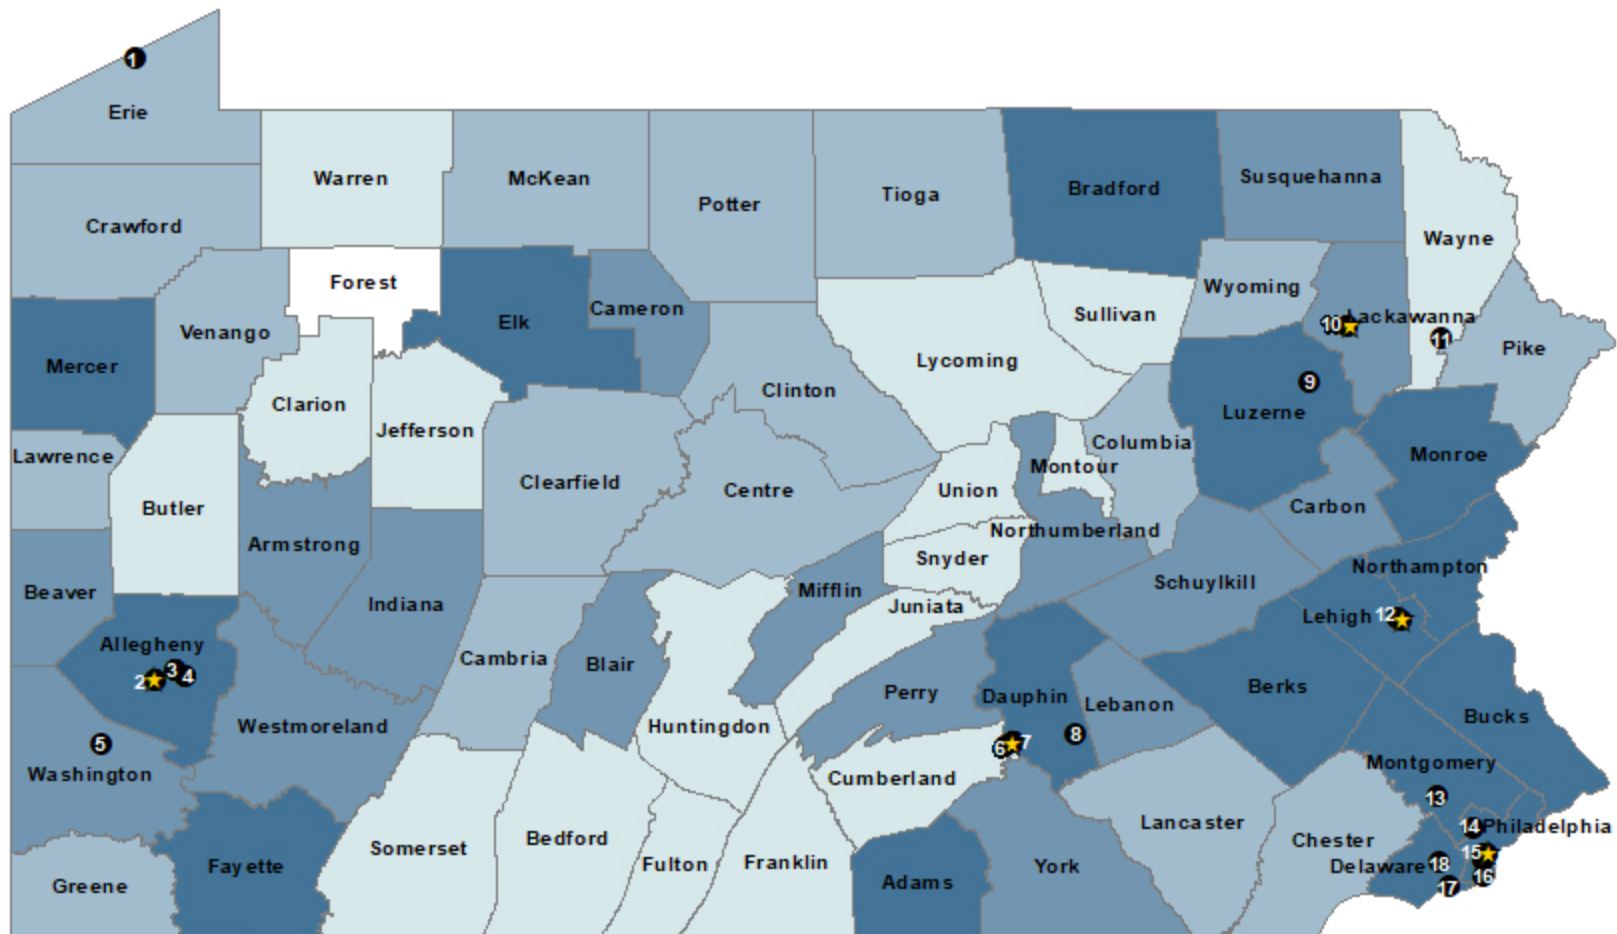 1
Erie
Warren
McKean
Potter
Tioga
Bradford
Susquehanna
Wayne
Crawford
Forest
Venango
Elk
Cameron
Wyoming
Sullivan
10
Lackawanna
11
Pike
Mercer
Clarion
Jefferson
Clinton
Lycoming
9
Luzerne
Lawrence
Butler
Clearfield
Centre
Union
Montour
Columbia
Monroe
Carbon
Armstrong
Northumberland
Snyder
Northampton
Beaver
Indiana
Mifflin
Juniata
Schuylkill
Lehigh
12
Allegheny
2
3
4
Cambria
Blair
Perry
Dauphin
Lebanon
Berks
Bucks
5
Washington
Westmoreland
Huntingdon
6
7
8
Cumberland
Montgomery
13
Greene
Fayette
Somerset
Bedford
Fulton
Franklin
Adams
York
Lancaster
Chester
14
Philadelphia
15
Delaware
18
16
17